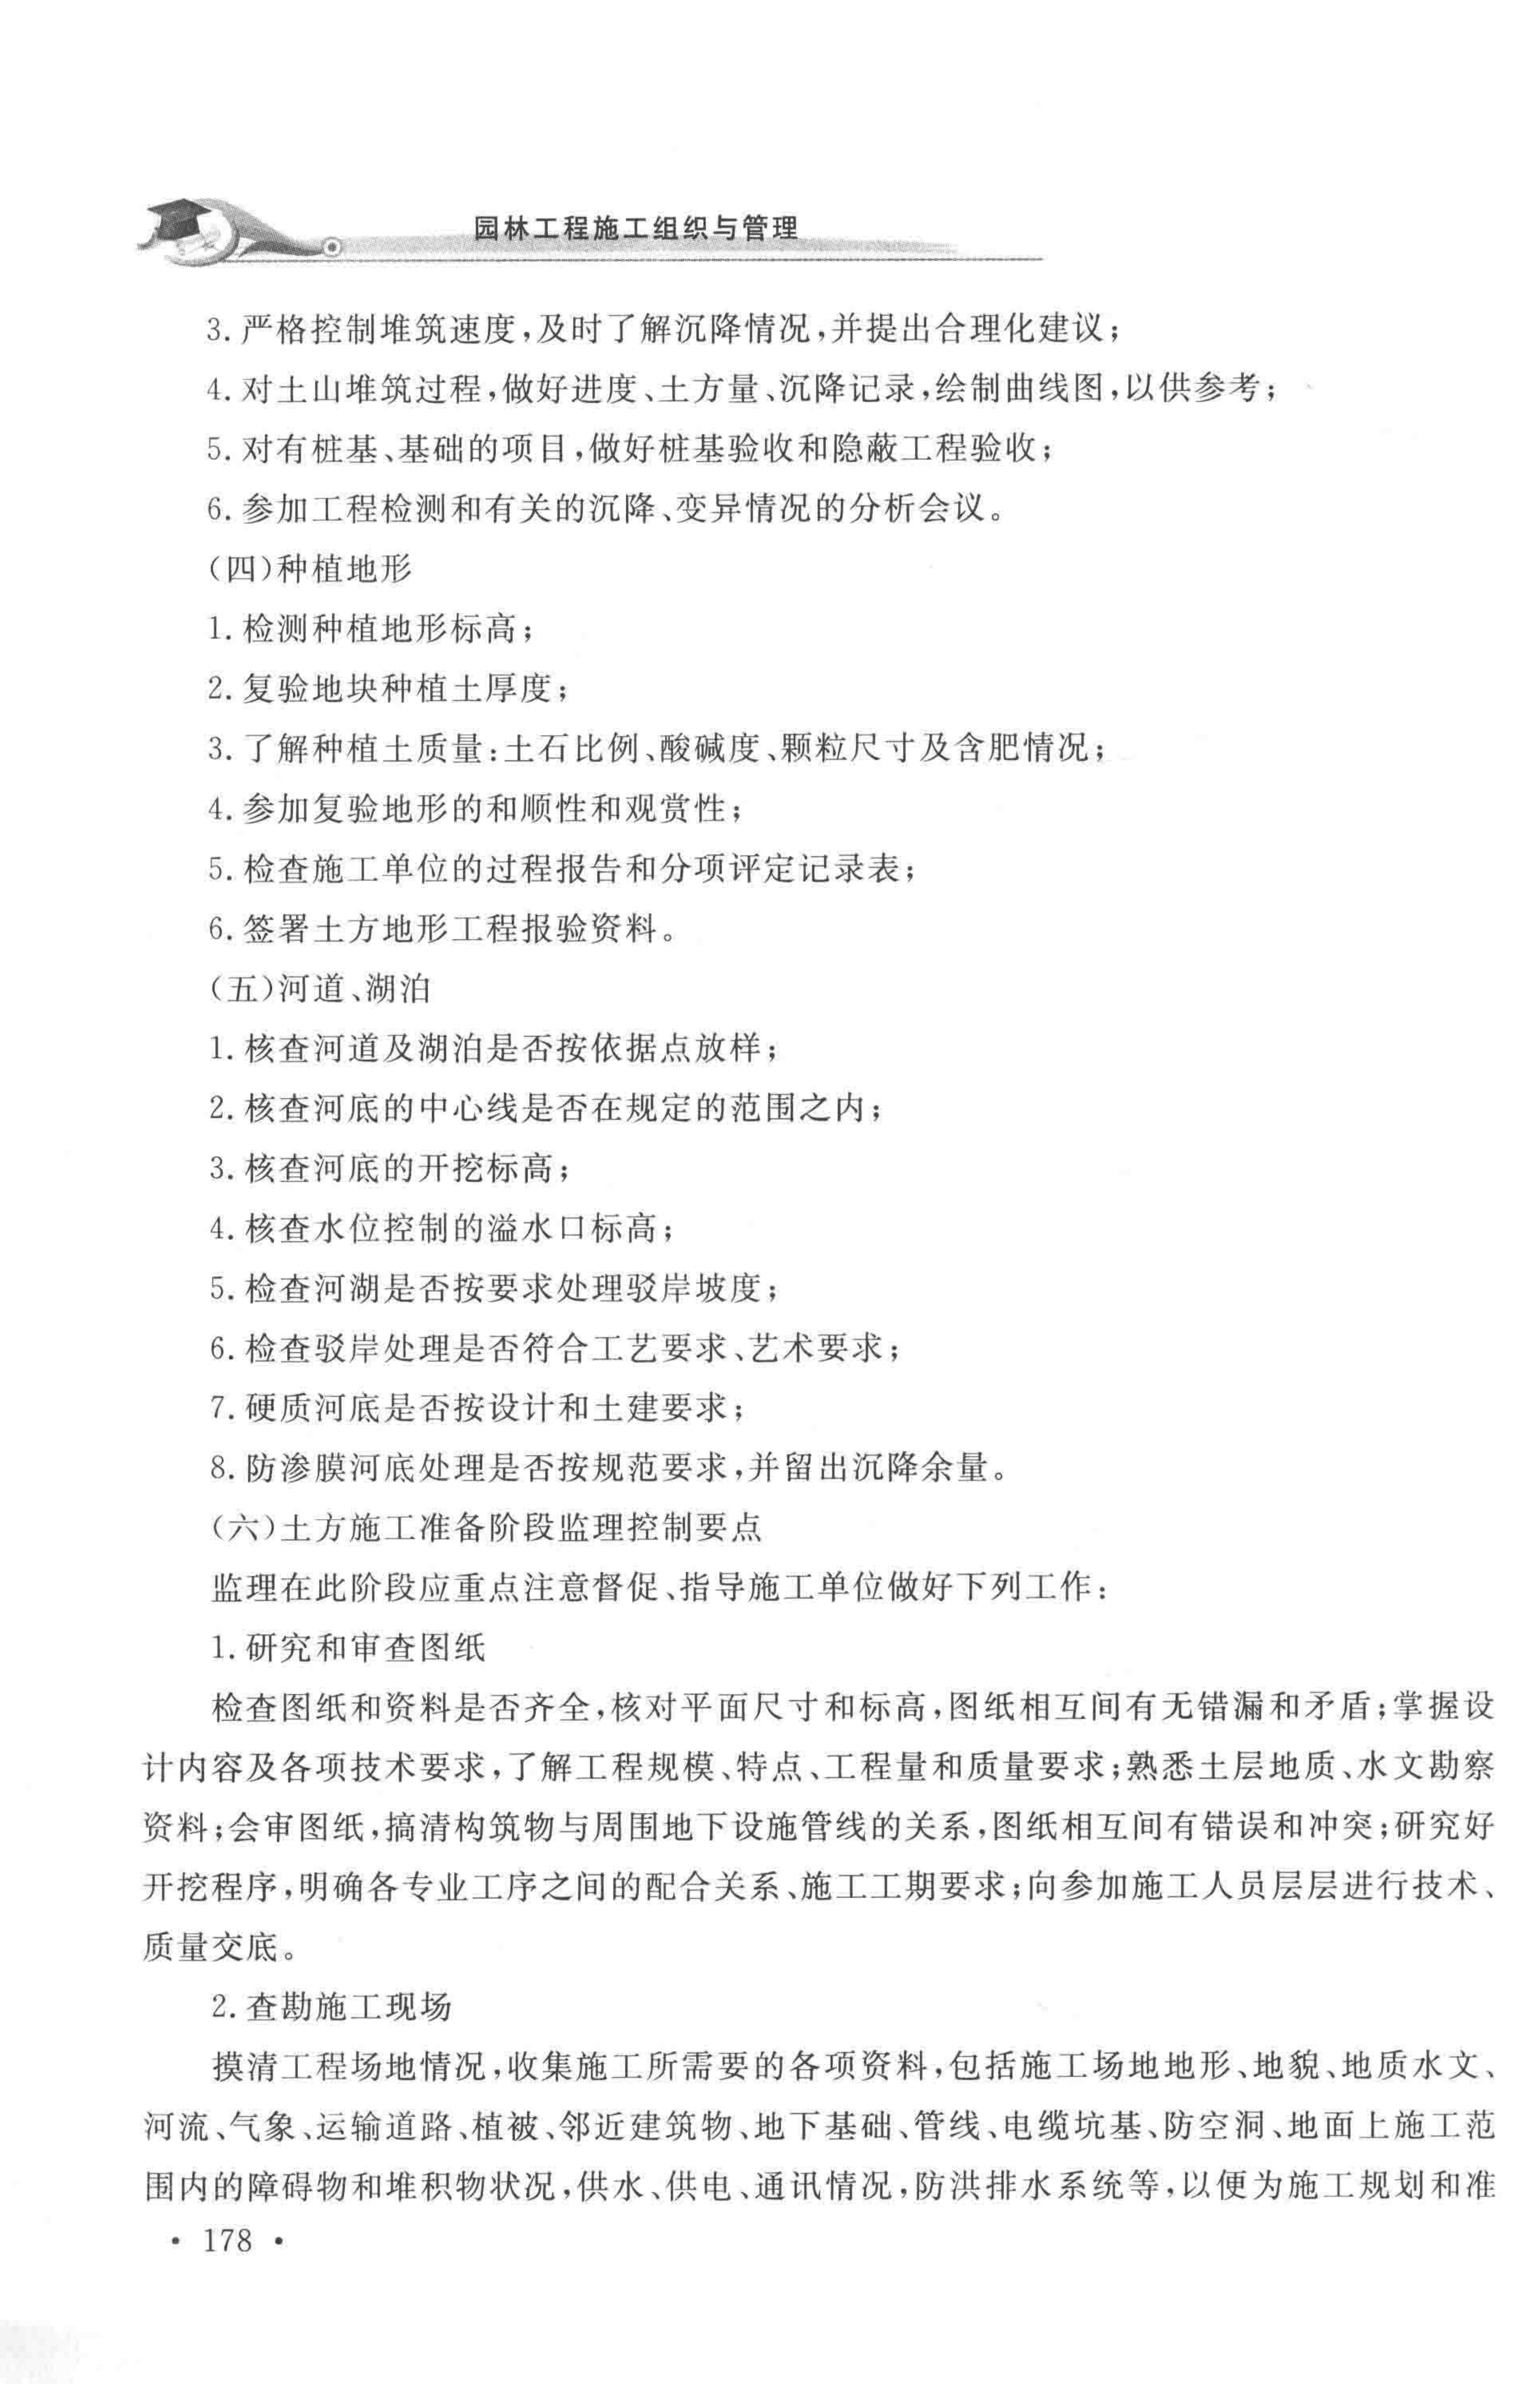 园林工程施工组织与管理
3.严格控制堆筑速度,及时了解沉降情况,并提出合理化建议;
4.对土山堆筑过程,做好进度、土方量、沉降记录,绘制曲线图,以供参考;
5.对有桩基、基础的项目,做好桩基验收和隐蔽工程验收;
6.参加工程检测和有关的沉降、变异情况的分析会议。
(四)种植地形
1.检测种植地形标高;
2.复验地块种植土厚度;
3.了解种植土质量:土石比例、酸碱度、颗粒尺寸及含肥情况;
4.参加复验地形的和顺性和观赏性;
5.检查施工单位的过程报告和分项评定记录表;
6.签署土方地形工程报验资料。
(五)河道、湖泊
1.核查河道及湖泊是否按依据点放样;
2.核查河底的中心线是否在规定的范围之内;
3.核查河底的开挖标高;
4.核查水位控制的溢水口标高;
5.检查河湖是否按要求处理驳岸坡度;
6.检查驳岸处理是否符合工艺要求、艺术要求;
7.硬质河底是否按设计和土建要求;
8.防渗膜河底处理是否按规范要求,并留出沉降余量。
(六)土方施工准备阶段监理控制要点
监理在此阶段应重点注意督促、指导施工单位做好下列工作:
1.研究和审查图纸
检查图纸和资料是否齐全,核对平面尺寸和标高,图纸相互间有无错漏和矛盾;掌握设
计内容及各项技术要求,了解工程规模、特点、工程量和质量要求;熟悉土层地质、水文勘察
资料;会审图纸,搞清构筑物与周围地下设施管线的关系,图纸相互间有错误和冲突;研究好
开挖程序,明确各专业工序之间的配合关系、施工工期要求;向参加施工人员层层进行技术、
质量交底。
2.查勘施工现场
摸清工程场地情况,收集施工所需要的各项资料,包括施工场地地形、地貌、地质水文、
河流、气象、运输道路、植被、邻近建筑物、地下基础、管线、电缆坑基、防空洞、地面上施工范
围内的障碍物和堆积物状况,供水、供电、通讯情况,防洪排水系统等,以便为施工规划和准
• 178 •